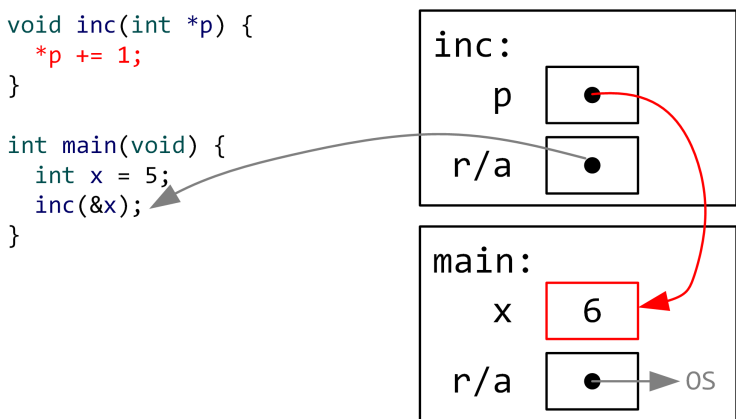 void inc(int *p) {
  *p += 1;
}
int main(void) {
  int x = 5;
  inc(&x);
}
inc:
p
r/a
main:
x 6
r/a OS